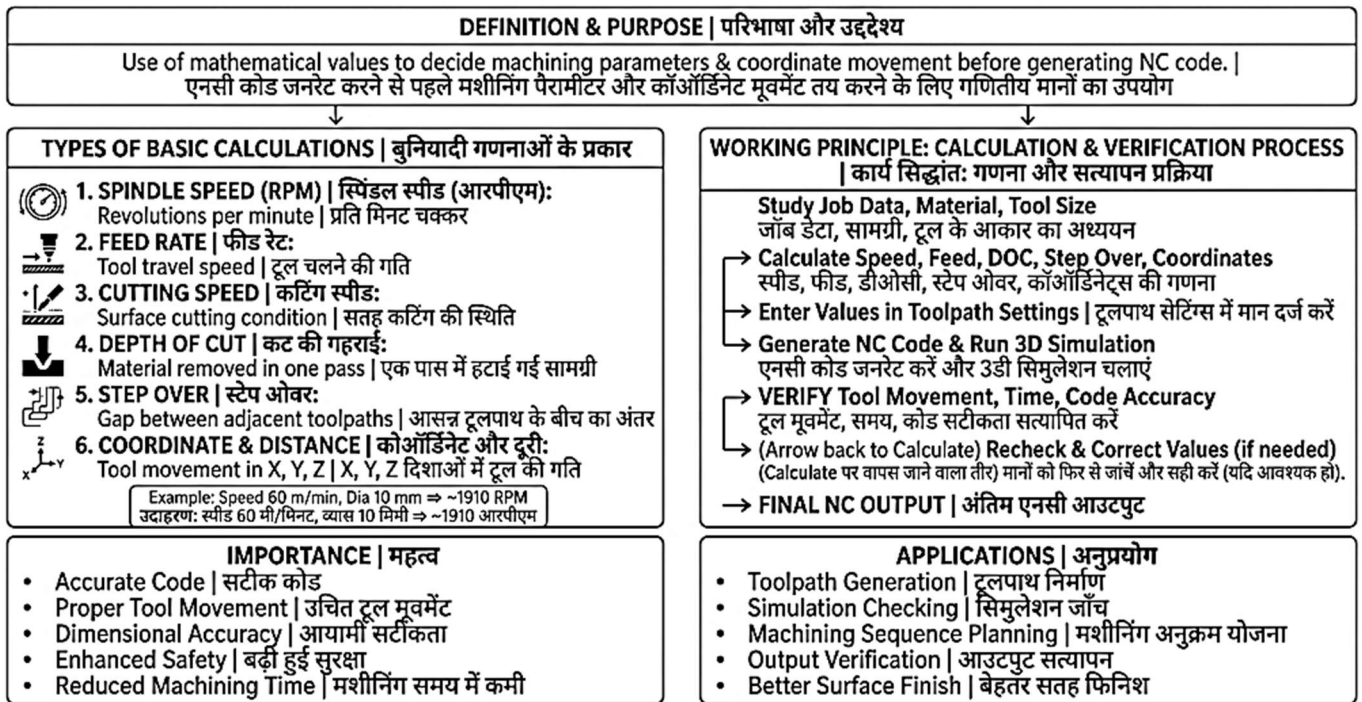 DEFINITION & PURPOSE | परिभाषा और उद्ददेश्य
Use of mathematical values to decide machining parameters & coordinate movement before generating NC code. |
एनसी कोड जनरेट करने से पहले मशीनिंग पैरामीटर और कॉऑर्डिनेट मूवमेंट तय करने के लिए गणितीय मानों का उपयोग
TYPES OF BASIC CALCULATIONS | बुनियादी गणनाओं के प्रकार
1. SPINDLE SPEED (RPM) | स्पिंडल स्पीड (आरपीएम):
Revolutions per minute | प्रति मिनट चक्कर
2. FEED RATE | फीड रेट:
Tool travel speed | टूल चलने की गति
3. CUTTING SPEED | कटिंग स्पीड:
Surface cutting condition | सतह कटिंग की स्थिति
4. DEPTH OF CUT | कट की गहराई:
Material removed in one pass | एक पास में हटाई गई सामग्री
5. STEP OVER | स्टेप ओवर:
Gap between adjacent toolpaths | आसन्न टूलपाथ के बीच का अंतर
6. COORDINATE & DISTANCE | कोऑर्डिनेट और दूरी:
Tool movement in X, Y, Z | X, Y, Z दिशाओं में टूल की गति
Z
X
Y
Example: Speed 60 m/min, Dia 10 mm ⇒ ~1910 RPM
उदाहरण: स्पीड 60 मी/मिनट, व्यास 10 मिमी ⇒ ~1910 आरपीएम
WORKING PRINCIPLE: CALCULATION & VERIFICATION PROCESS
| कार्य सिद्धांत: गणना और सत्यापन प्रक्रिया
Study Job Data, Material, Tool Size
जॉब डेटा, सामग्री, टूल के आकार का अध्ययन
Calculate Speed, Feed, DOC, Step Over, Coordinates
स्पीड, फीड, डीओसी, स्टेप ओवर, कॉऑर्डिनेट्स की गणना
Enter Values in Toolpath Settings | टूलपाथ सेटिंग्स में मान दर्ज करें
Generate NC Code & Run 3D Simulation
एनसी कोड जनरेट करें और 3डी सिमुलेशन चलाएं
VERIFY Tool Movement, Time, Code Accuracy
टूल मूवमेंट, समय, कोड सटीकता सत्यापित करें
(Arrow back to Calculate) Recheck & Correct Values (if needed)
(Calculate पर वापस जाने वाला तीर) मानों को फिर से जांचें और सही करें (यदि आवश्यक हो).
FINAL NC OUTPUT | अंतिम एनसी आउटपुट
IMPORTANCE | महत्व
• Accurate Code | सटीक कोड
• Proper Tool Movement | उचित टूल मूवमेंट
• Dimensional Accuracy | आयामी सटीकता
• Enhanced Safety | बढ़ी हुई सुरक्षा
• Reduced Machining Time | मशीनिंग समय में कमी
APPLICATIONS | अनुप्रयोग
• Toolpath Generation | टूलपाथ निर्माण
• Simulation Checking | सिमुलेशन जाँच
• Machining Sequence Planning | मशीनिंग अनुक्रम योजना
• Output Verification | आउटपुट सत्यापन
• Better Surface Finish | बेहतर सतह फिनिश